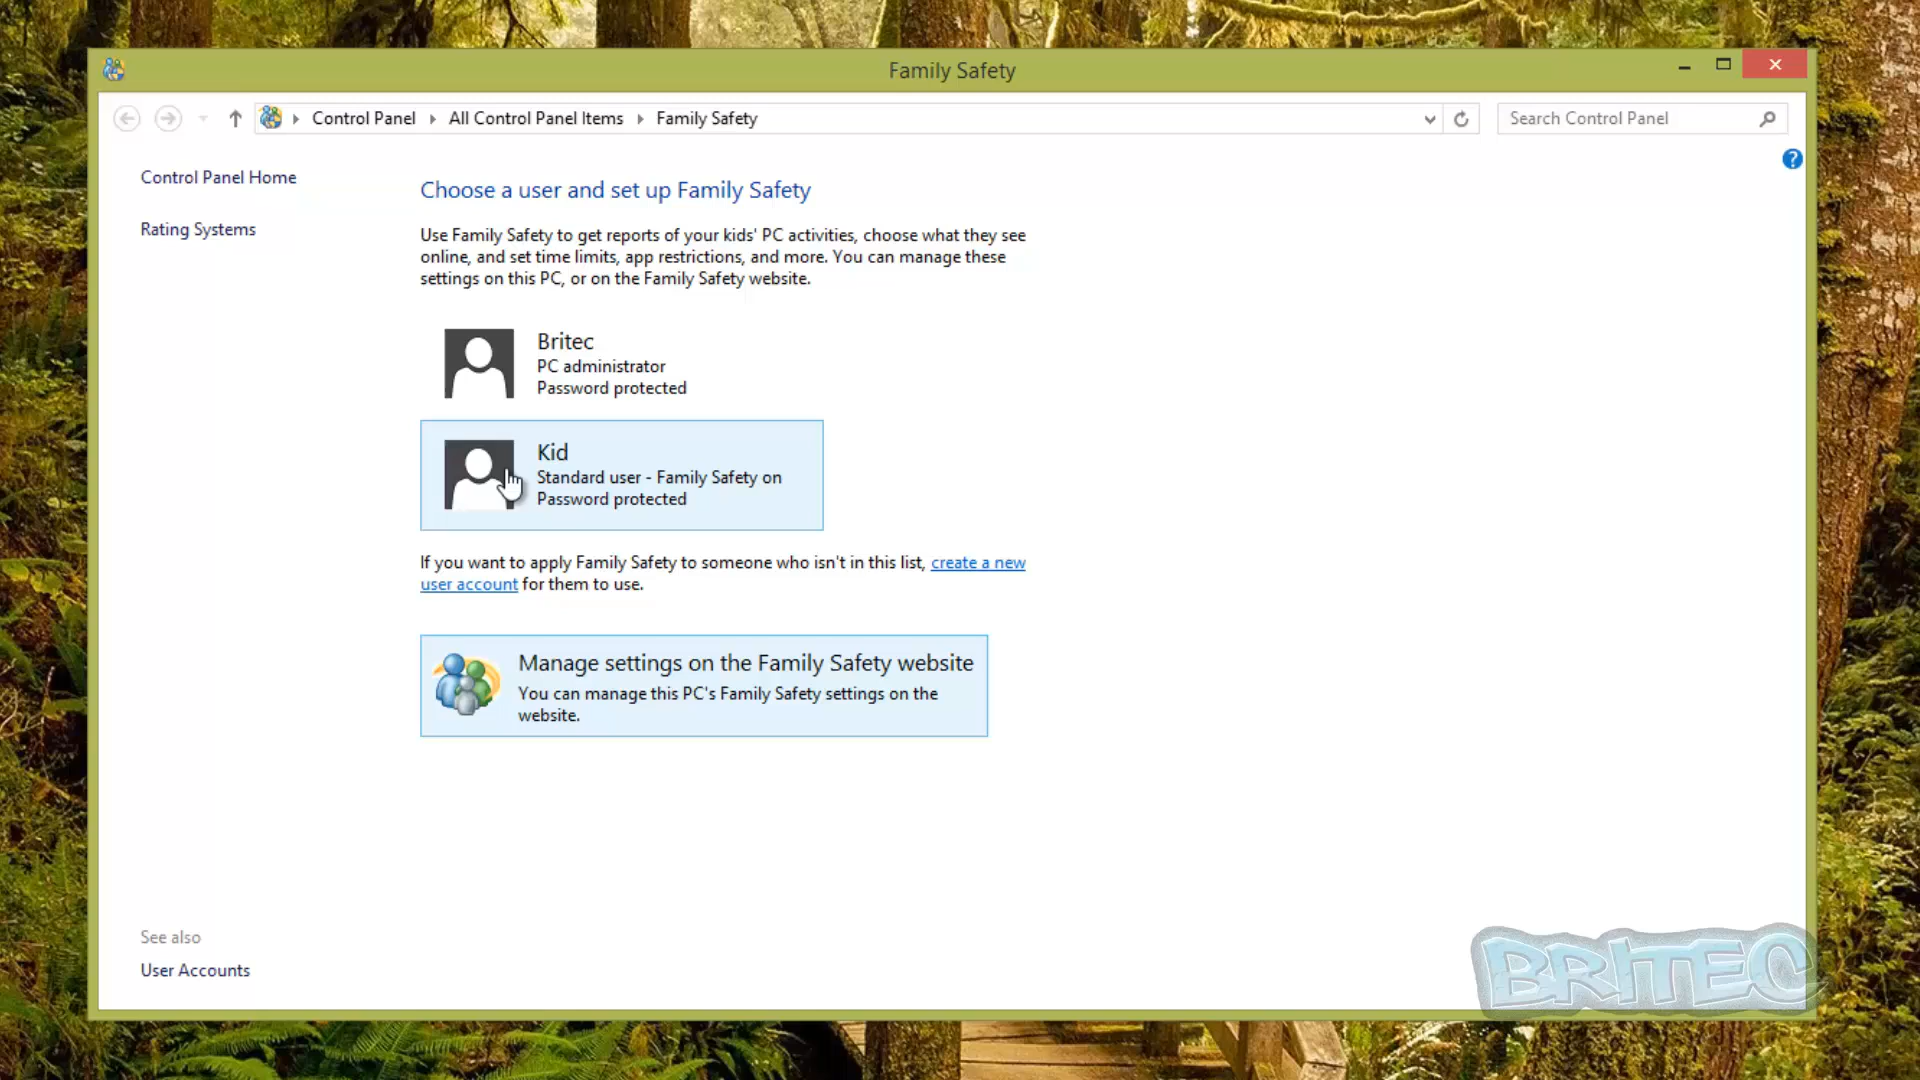 Family Safety
Control Panel
All Control Panel Items
Family Safety
Search Control Panel
?
Control Panel Home
Rating Systems
Choose a user and set up Family Safety
Use Family Safety to get reports of your kids' PC activities, choose what they see
online, and set time limits, app restrictions, and more. You can manage these
settings on this PC, or on the Family Safety website.
Britec
PC administrator
Password protected
Kid
Standard user - Family Safety on
Password protected
If you want to apply Family Safety to someone who isn't in this list, create a new
user account for them to use.
Manage settings on the Family Safety website
You can manage this PC's Family Safety settings on the
website.
See also
User Accounts
BRITEC